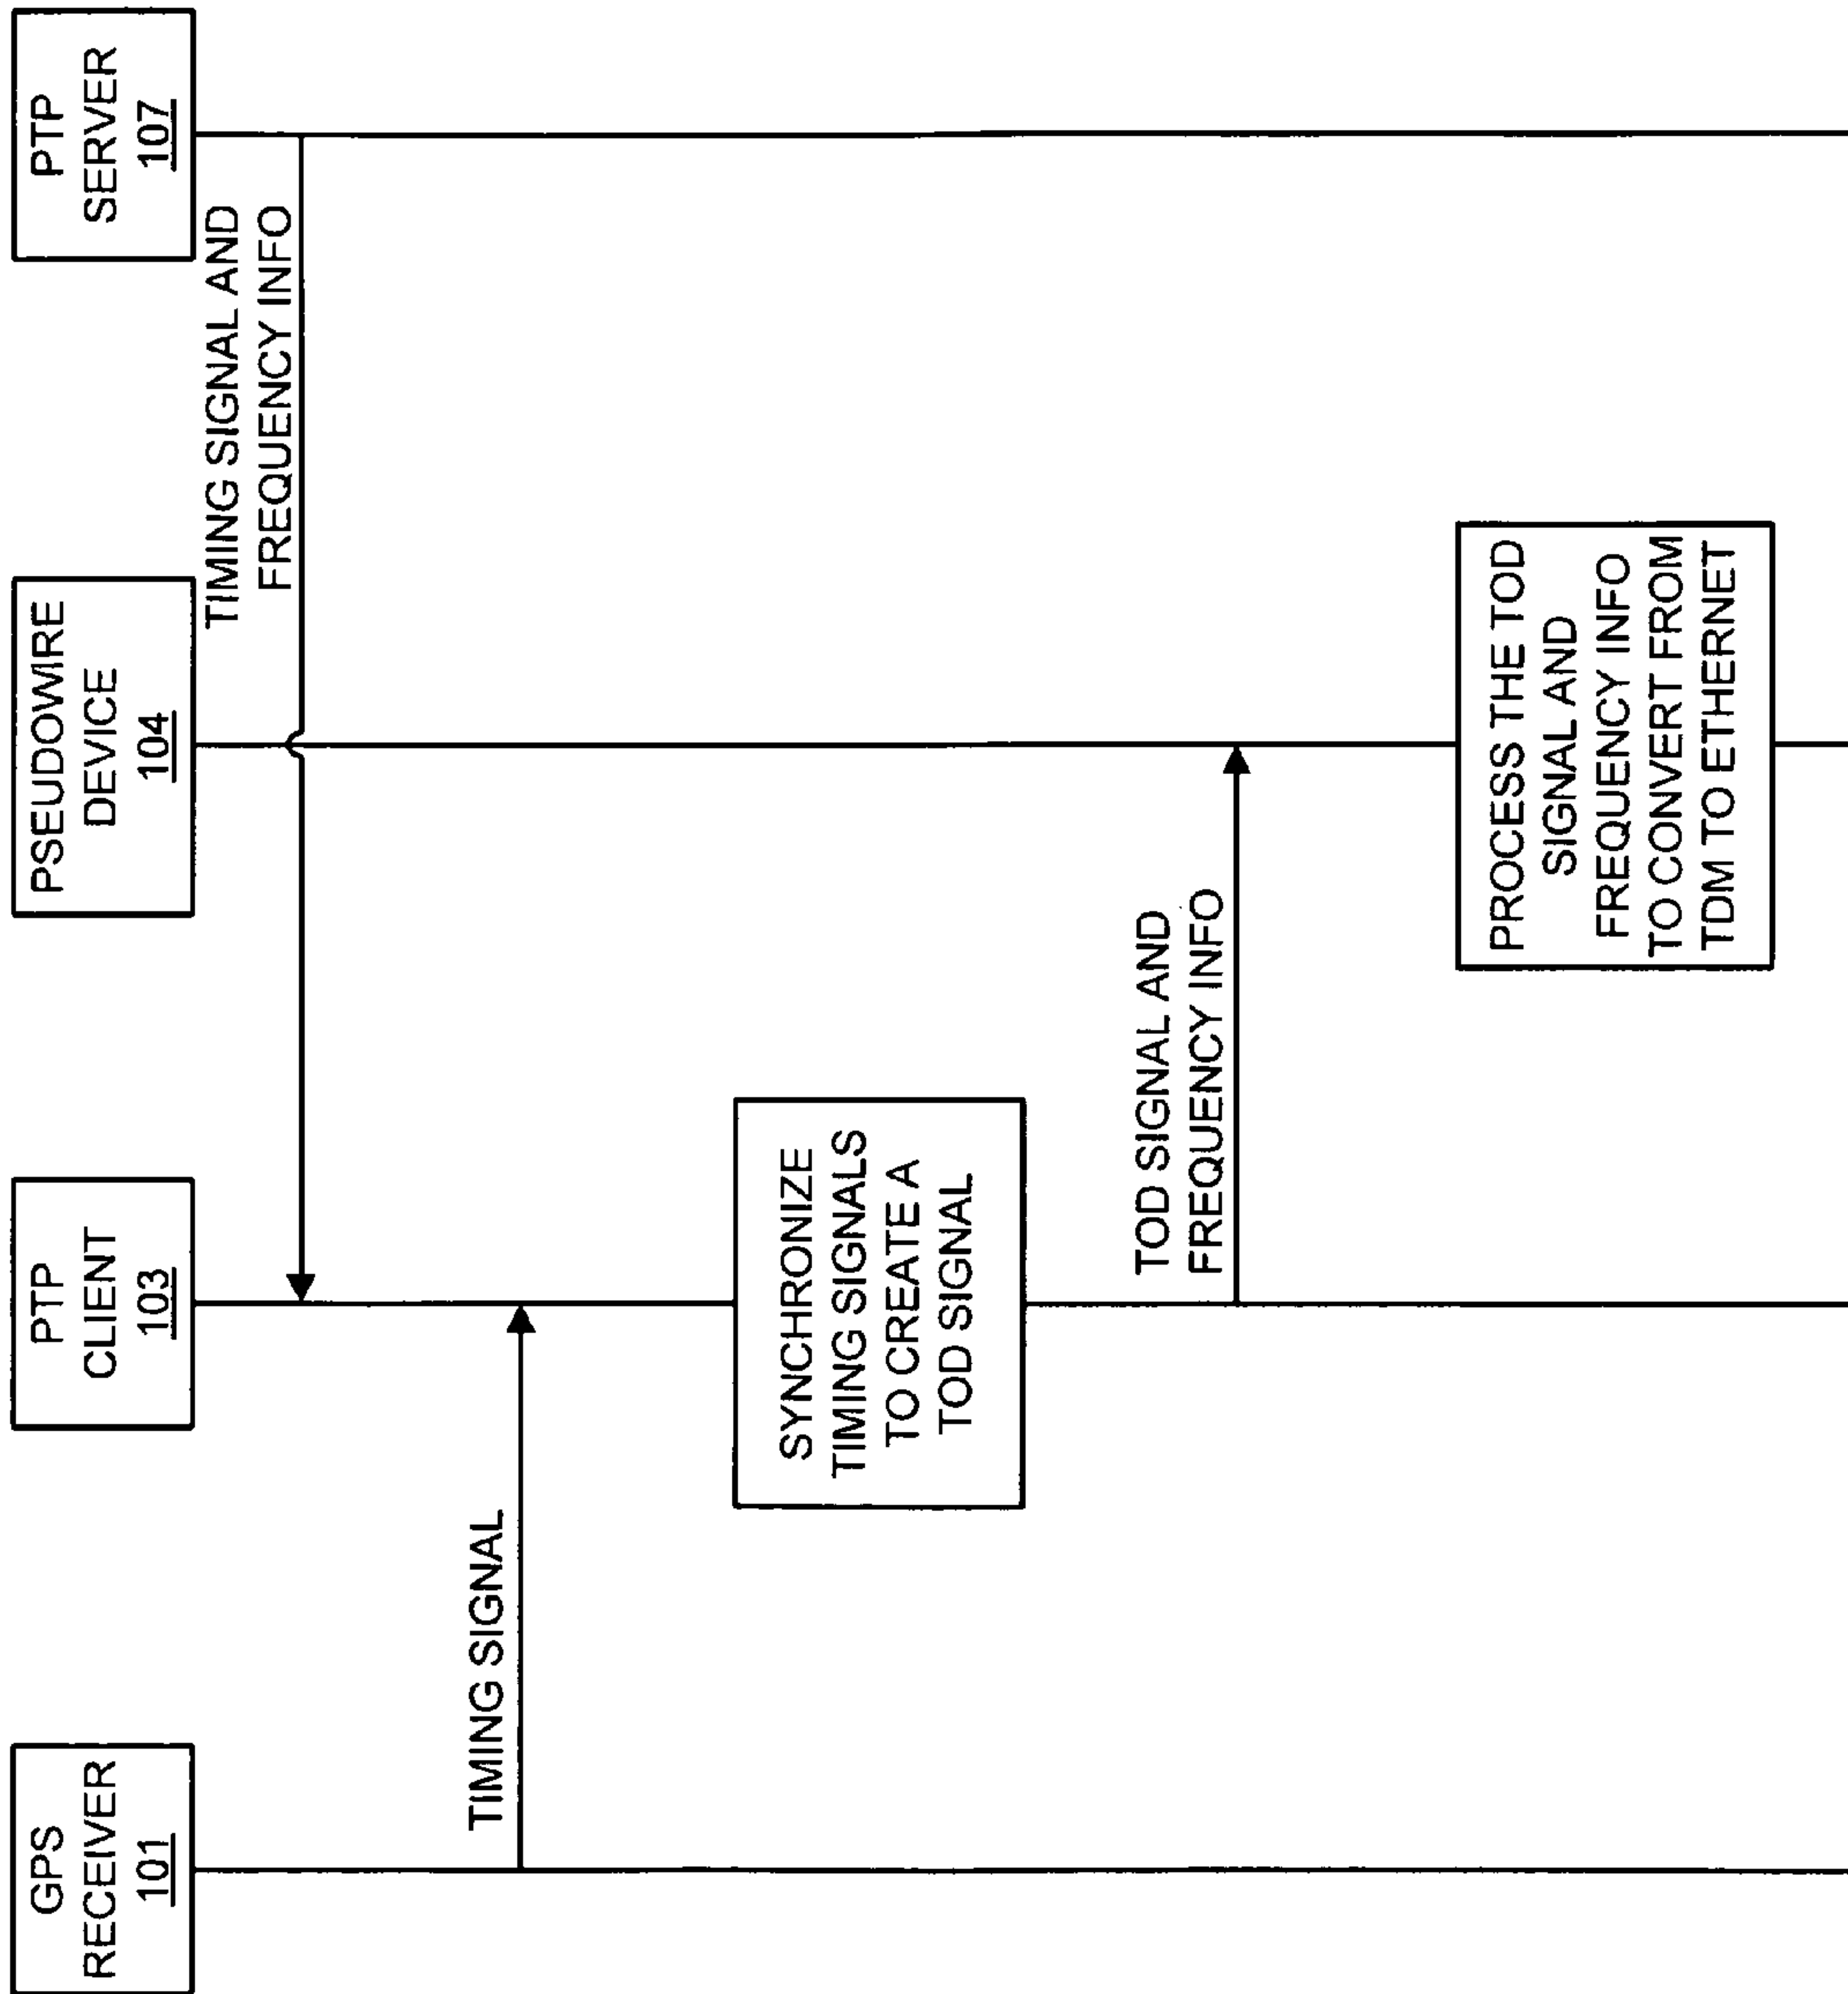 GPS
RECEIVER
101
PTP
CLIENT
103
PSEUDOWIRE
DEVICE
104
PTP
SERVER
107
TIMING SIGNAL AND
FREQUENCY INFO
TIMING SIGNAL
SYNCHRONIZE
TIMING SIGNALS
TO CREATE A
TOD SIGNAL
TOD SIGNAL AND
FREQUENCY INFO
PROCESS THE TOD
SIGNAL AND
FREQUENCY INFO
TO CONVERT FROM
TDM TO ETHERNET